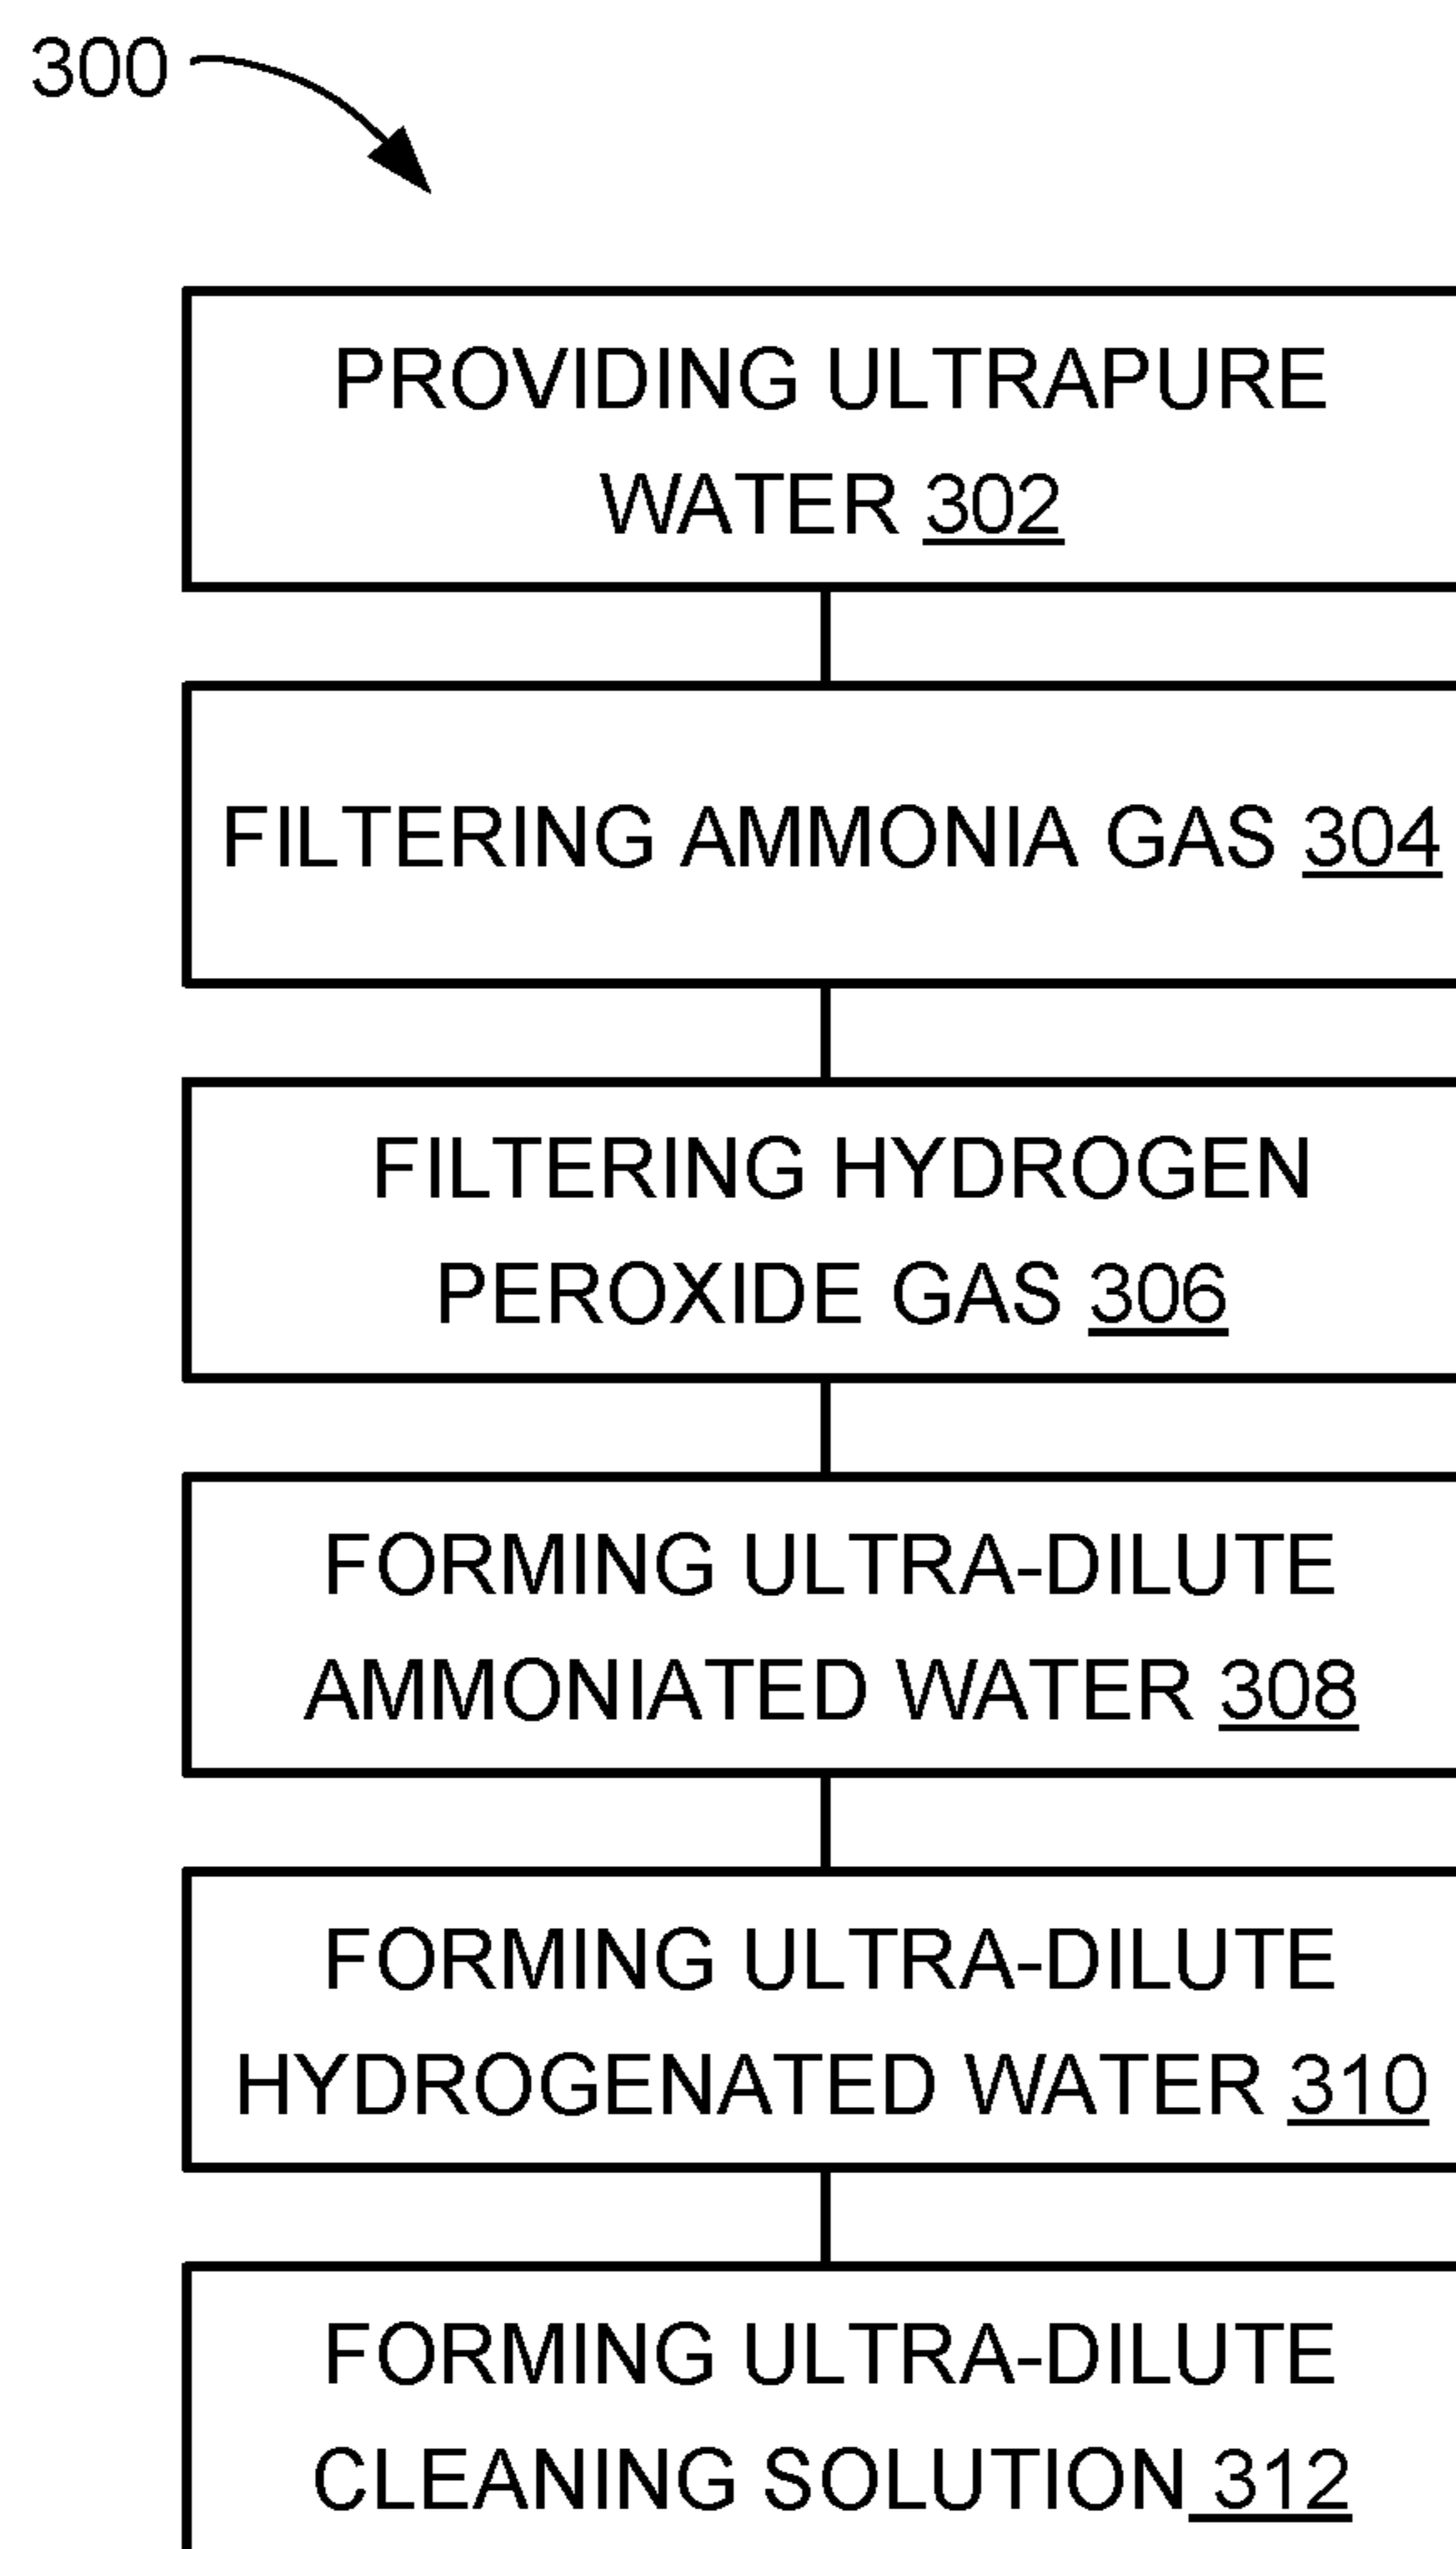 300
PROVIDING ULTRAPURE
WATER 302
FILTERING AMMONIA GAS 304
FILTERING HYDROGEN
PEROXIDE GAS 306
FORMING ULTRA-DILUTE
AMMONIATED WATER 308
FORMING ULTRA-DILUTE
HYDROGENATED WATER 310
FORMING ULTRA-DILUTE
CLEANING SOLUTION 312